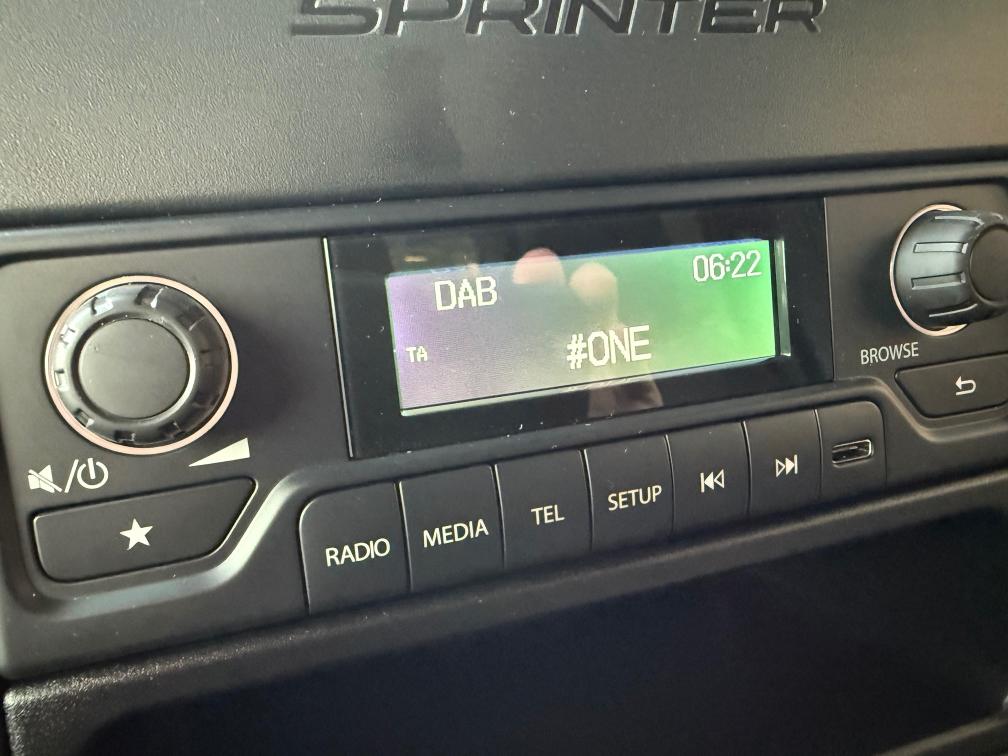 SPRINTER
DAB
06:22
TA
#ONE
BROWSE
RADIO
MEDIA
TEL
SETUP